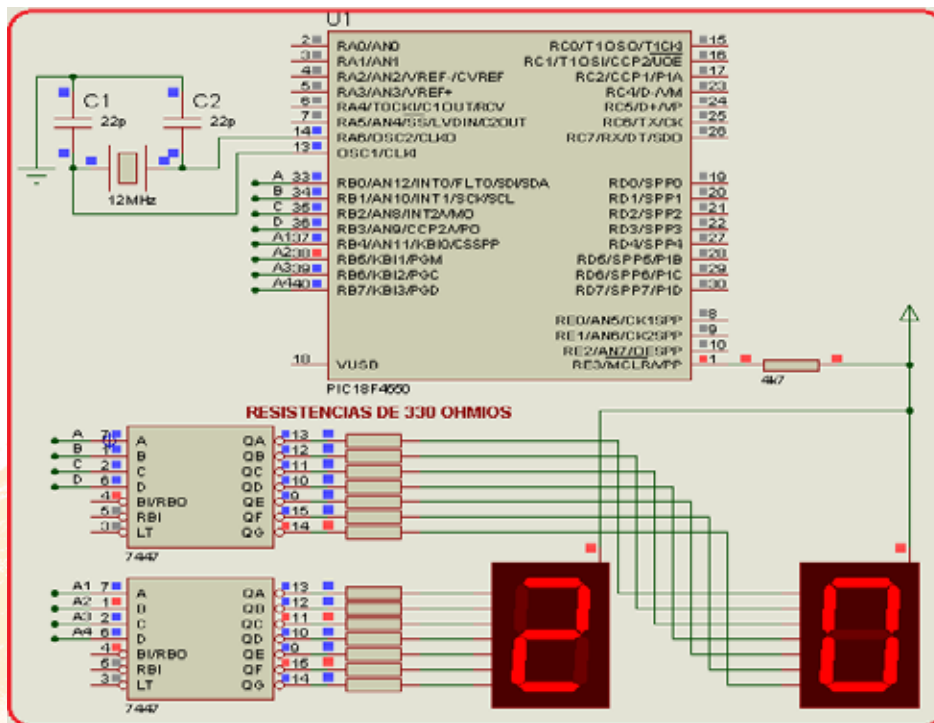 U1
2 RA0/AN0 RC0/T1OSO/T1CKI 15
3 RA1/AN1 RC1/T1OSI/CCP2/UOE 16
4 RA2/AN2/VREF-/CVREF RC2/CCP1/P1A 17
5 RA3/AN3/VREF+ RC4/D-/VM 23
6 RA4/T0CKI/C1OUT/RCV RC5/D+/VP 24
7 RA5/AN4/SS/LVDIN/C2OUT RC6/TX/CK 25
14 RA6/OSC2/CLKO RC7/RX/DT/SDO 26
13 OSC1/CLKI
C1 C2
22p 22p
12MHz
A 33 RB0/AN12/INT0/FLT0/SDI/SDA RD0/SPP0 19
B 34 RB1/AN10/INT1/SCK/SCL RD1/SPP1 20
C 35 RB2/AN8/INT2/VMO RD2/SPP2 21
D 36 RB3/AN9/CCP2/VPO RD3/SPP3 22
A1 37 RB4/AN11/KBI0/CSSPP RD4/SPP4 27
A2 38 RB5/KBI1/PGM RD5/SPP5/P1B 28
A3 39 RB6/KBI2/PGC RD6/SPP6/P1C 29
A4 40 RB7/KBI3/PGD RD7/SPP7/P1D 30
RE0/AN5/CK1SPP 8
RE1/AN6/CK2SPP 9
RE2/AN7/OESPP 10
18 VUSB RE3/MCLR/VPP 1
4k7
PIC18F4550
RESISTENCIAS DE 330 OHMIOS
A 7 A QA 13
B 1 B QB 12
C 2 C QC 11
D 6 D QD 10
4 BI/RBO QE 9
5 RBI QF 15
3 LT QG 14
7447
A1 7 A QA 13
A2 1 B QB 12
A3 2 C QC 11
A4 6 D QD 10
4 BI/RBO QE 9
5 RBI QF 15
3 LT QG 14
7447
2 0